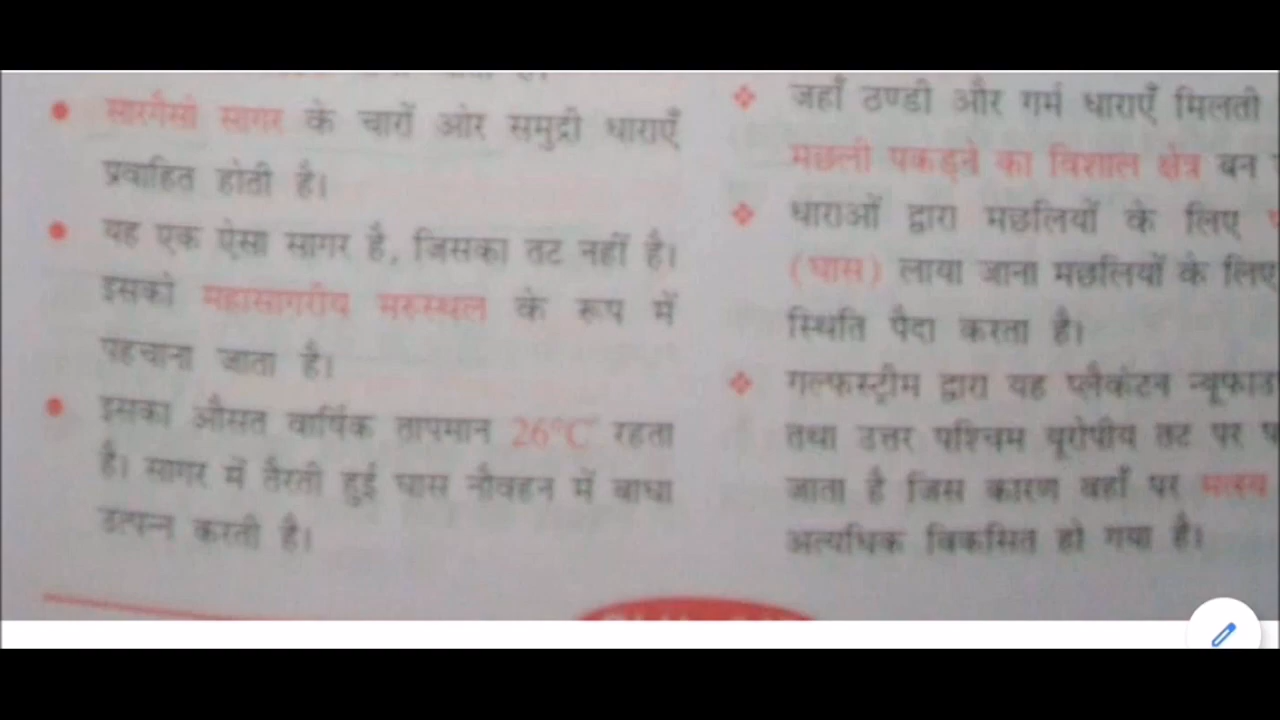 सारगैसो सागर के चारों ओर समुद्री धाराएँ
प्रवाहित होती है।
यह एक ऐसा सागर है, जिसका तट नहीं है।
इसको महासागरीय मरुस्थल के रूप में
पहचाना जाता है।
इसका औसत वार्षिक तापमान 26°C रहता
है। सागर में तैरती हुई घास नौवहन में बाधा
उत्पन्न करती है।
जहाँ ठण्डी और गर्म धाराएँ मिलती
मछली पकड़ने का विशाल क्षेत्र बन
धाराओं द्वारा मछलियों के लिए
(घास) लाया जाना मछलियों के लिए
स्थिति पैदा करता है।
गल्फस्ट्रीम द्वारा यह प्लैकंटन न्यूफाउ
तथा उत्तर पश्चिम यूरोपीय तट पर
जाता है जिस कारण वहाँ पर मत्स्य
अत्यधिक विकसित हो गया है।